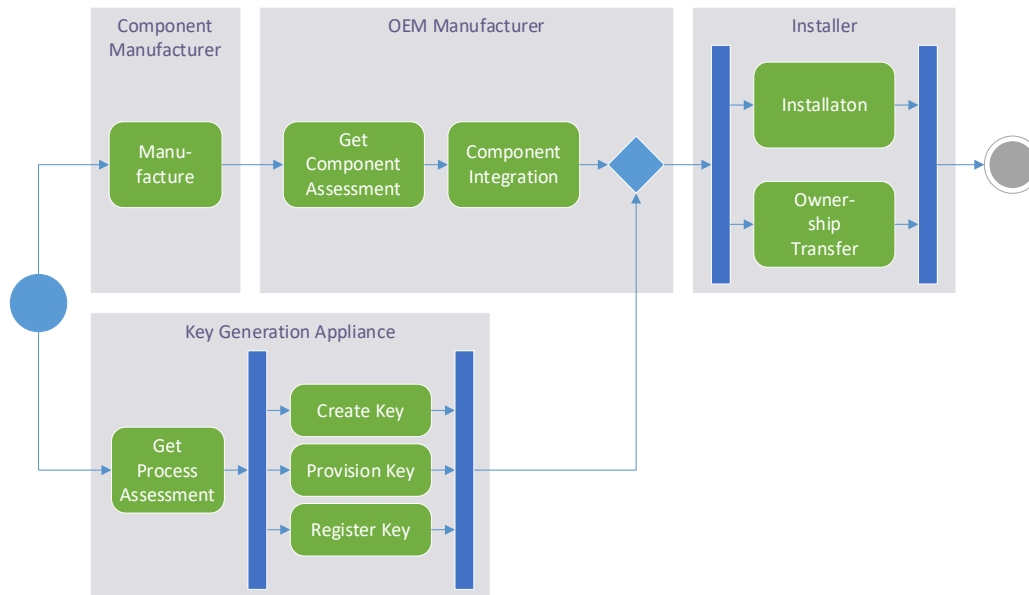 Component
Manufacturer
OEM Manufacturer
Installer
Manu-
facture
Get
Component
Assessment
Component
Integration
Installaton
Owner-
ship
Transfer
Key Generation Appliance
Get
Process
Assessment
Create Key
Provision Key
Register Key